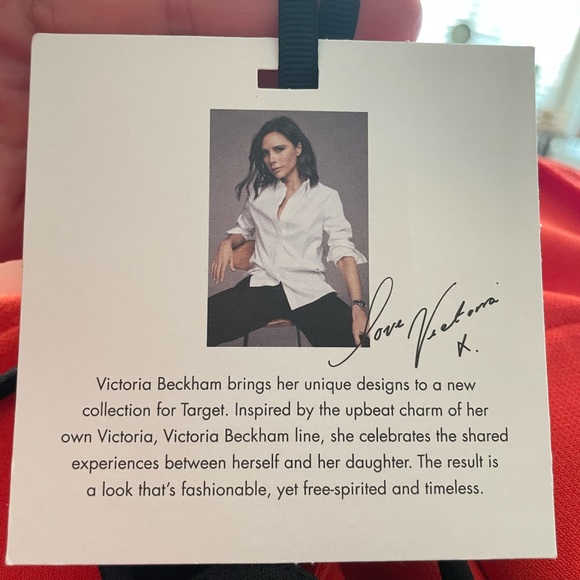 Love Victoria
x.
Victoria Beckham brings her unique designs to a new
collection for Target. Inspired by the upbeat charm of her
own Victoria, Victoria Beckham line, she celebrates the shared
experiences between herself and her daughter. The result is
a look that’s fashionable, yet free-spirited and timeless.